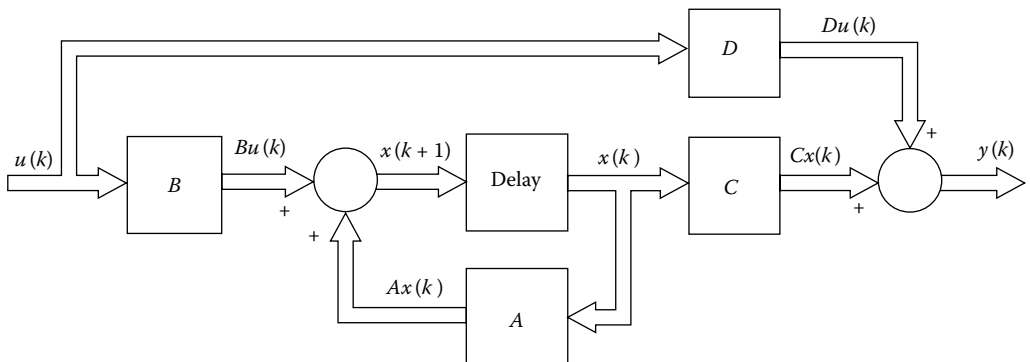 D
Du(k)
+
u(k)
B
Bu(k)
+
x(k + 1)
Delay
x(k)
C
Cx(k)
+
y(k)
+
Ax(k)
A